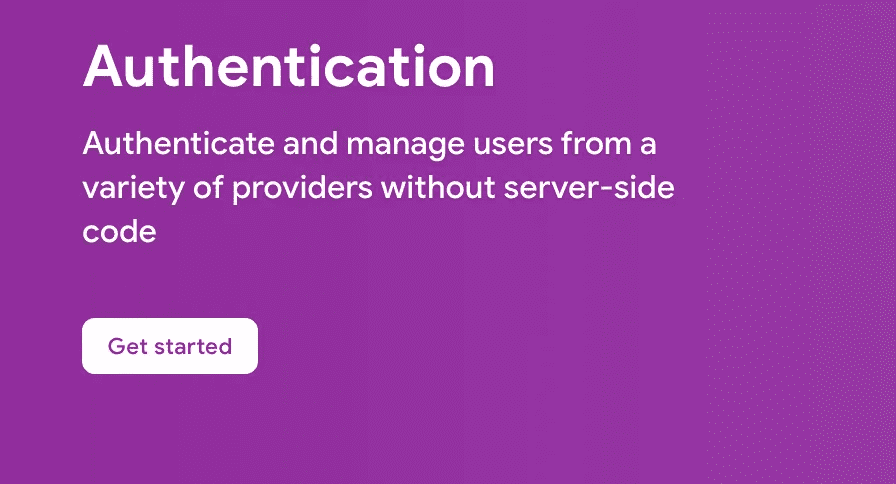 Authentication
Authenticate and manage users from a
variety of providers without server-side
code
Get started